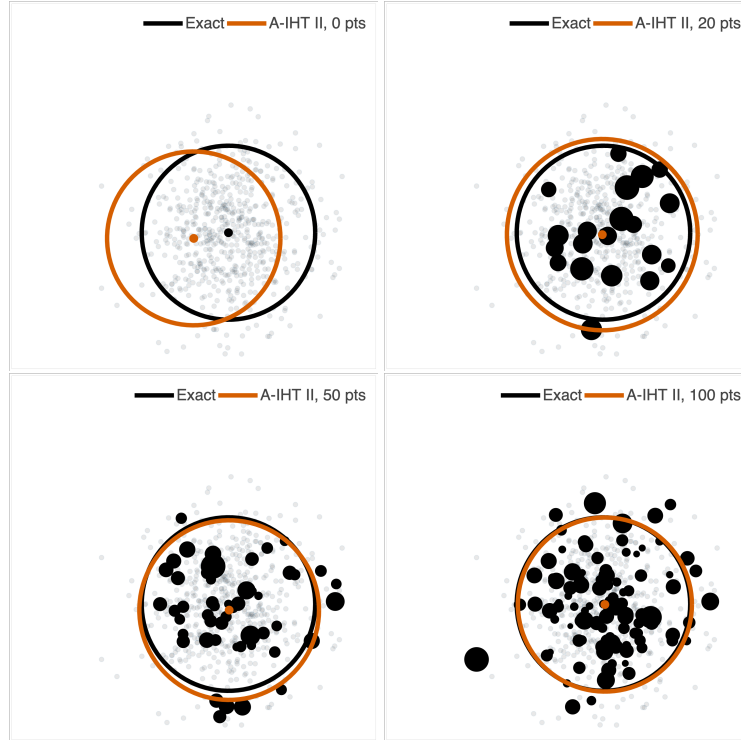 Exact A-IHT II, 0 pts
Exact A-IHT II, 20 pts
Exact A-IHT II, 50 pts
Exact A-IHT II, 100 pts